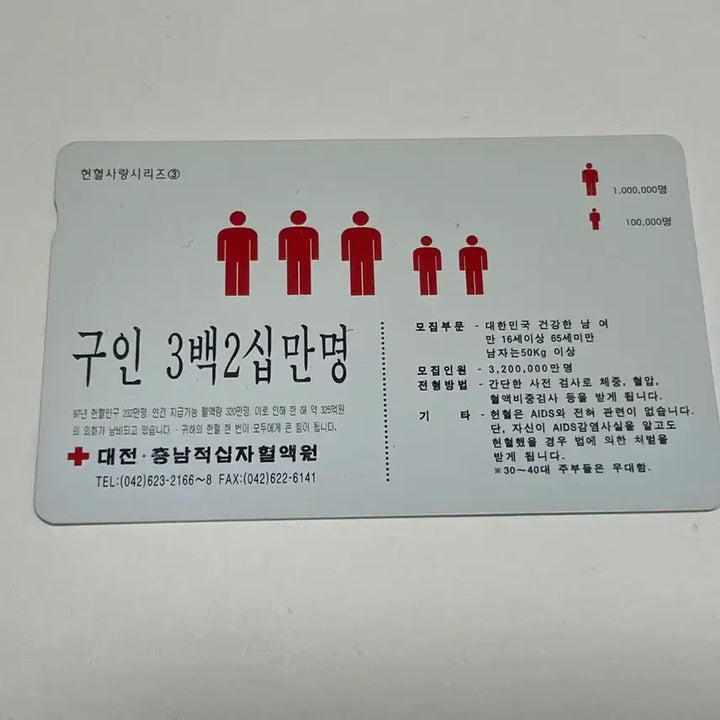 헌혈사랑시리즈③
1,000,000명
100,000명
구인 3백2십만명
97년 헌혈인구 232만명. 연간 지급가능 혈액량 320만명. 이로 인해 한 해 약 325억원
의 외화가 낭비되고 있습니다. 귀하의 헌혈 한 번이 모두에게 큰 힘이 됩니다.
대전·충남적십자혈액원
TEL:(042)623-2166~8 FAX:(042)622-6141
모집부문 - 대한민국 건강한 남 여
만 16세이상 65세미만
남자는50Kg 이상
모집인원 - 3,200,000만명
전형방법 - 간단한 사전 검사로 체중, 혈압,
혈액비중검사 등을 받게 됩니다.
기 타 - 헌혈은 AIDS와 전혀 관련이 없습니다.
단, 자신이 AIDS감염사실을 알고도
헌혈했을 경우 법에 의한 처벌을
받게 됩니다.
※30~40대 주부들은 우대함.